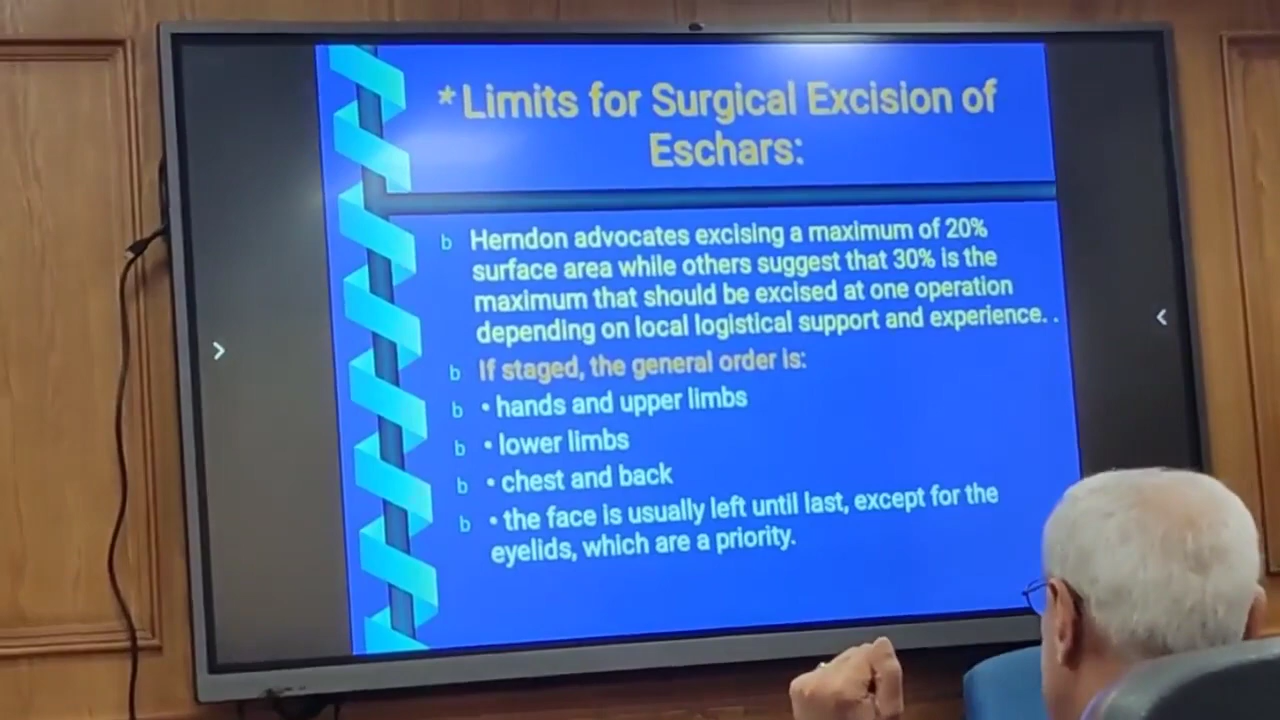 * Limits for Surgical Excision of
Eschars:
b Herndon advocates excising a maximum of 20%
surface area while others suggest that 30% is the
maximum that should be excised at one operation
depending on local logistical support and experience. .
b If staged, the general order is:
b • hands and upper limbs
b • lower limbs
b • chest and back
b • the face is usually left until last, except for the
eyelids, which are a priority.